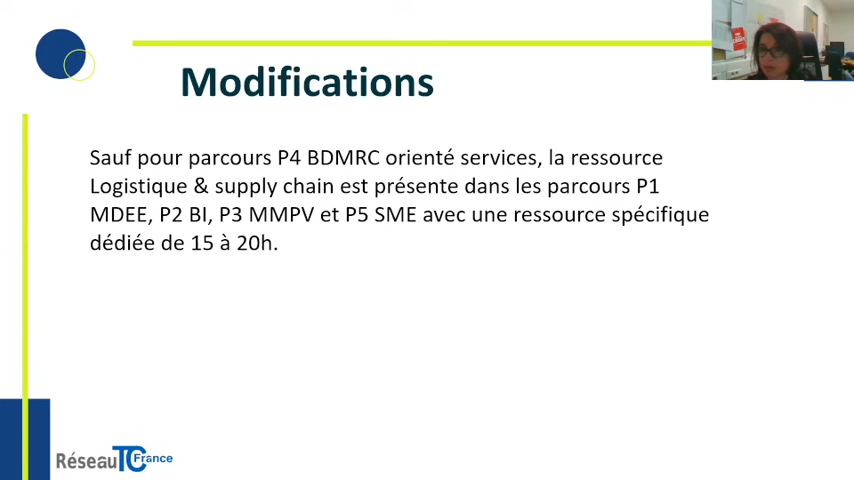 Modifications
Sauf pour parcours P4 BDMRC orienté services, la ressource
Logistique & supply chain est présente dans les parcours P1
MDEE, P2 BI, P3 MMPV et P5 SME avec une ressource spécifique
dédiée de 15 à 20h.
Réseau TC France